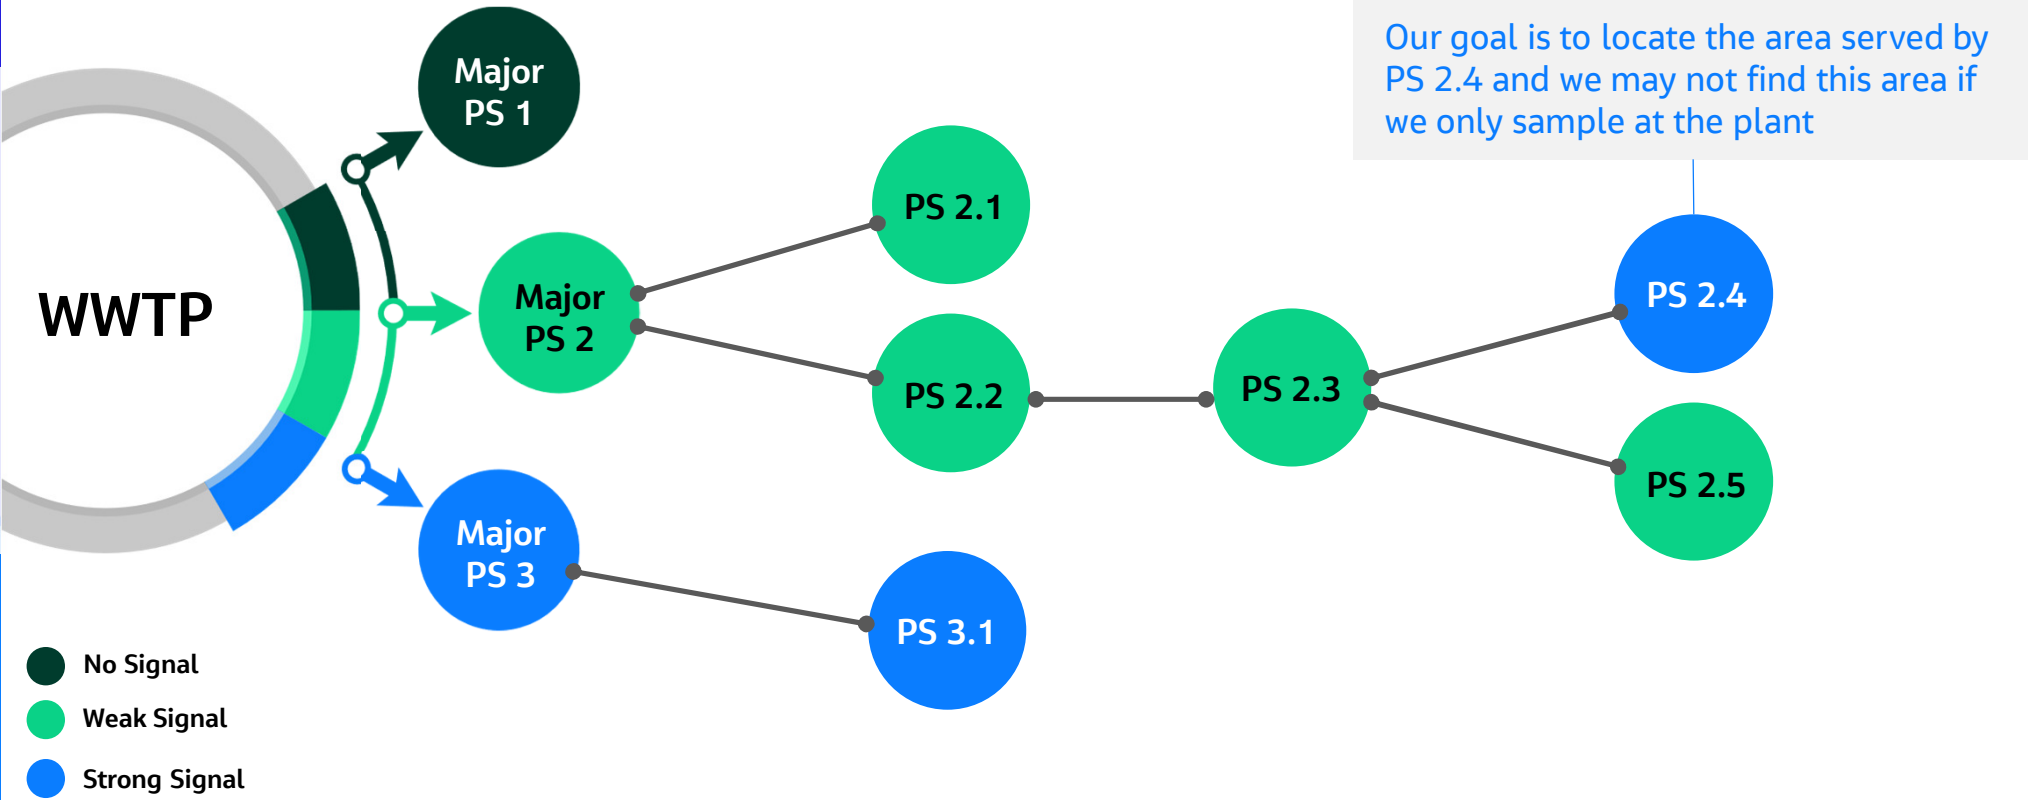 Our goal is to locate the area served by
PS 2.4 and we may not find this area if
we only sample at the plant
Major
PS 1
PS 2.1
WWTP
Major
PS 2
PS 2.2
PS 2.3
PS 2.4
PS 2.5
Major
PS 3
PS 3.1
No Signal
Weak Signal
Strong Signal